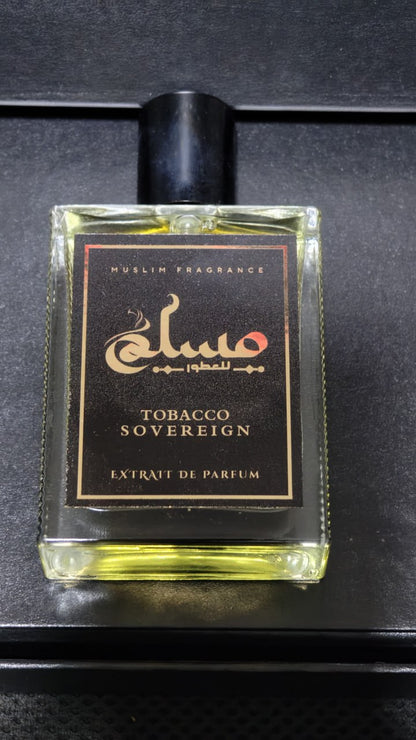 MUSLIM FRAGRANCE
مسلم
للعطور
TOBACCO
SOVEREIGN
EXTRAIT DE PARFUM